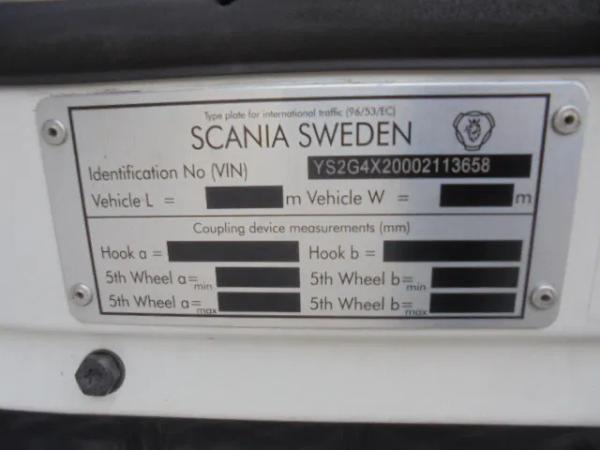 Type plate for international traffic (96/53/EC)
SCANIA SWEDEN
Identification No (VIN) YS2G4X20002113658
Vehicle L = m Vehicle W = m
Coupling device measurements (mm)
Hook a = Hook b =
5th Wheel a= min 5th Wheel b= min
5th Wheel a= max 5th Wheel b= max